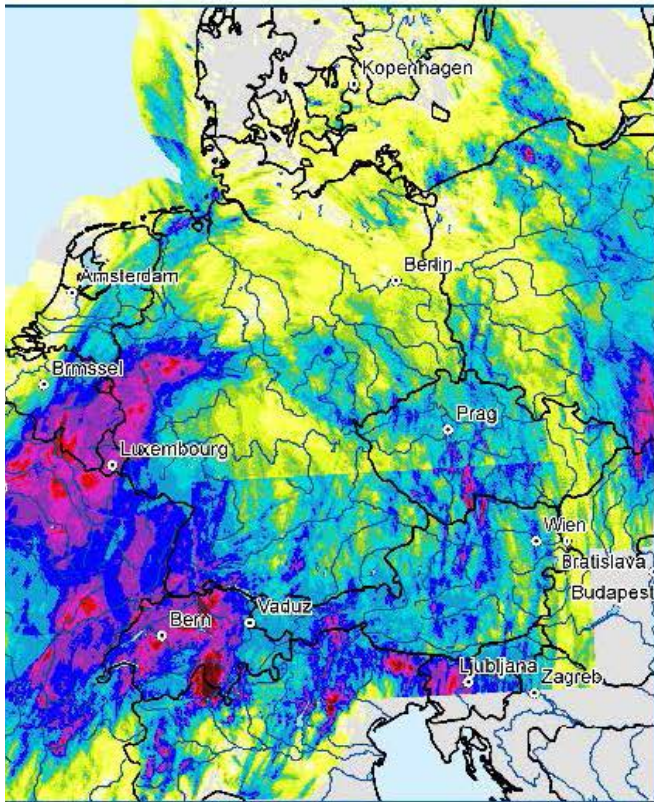 Kopenhagen
Amsterdam
Berlin
Brmssel
Prag
Luxembourg
Wien
Bratislava
Budapest
Bern
Vaduz
Ljubljana
Zagreb